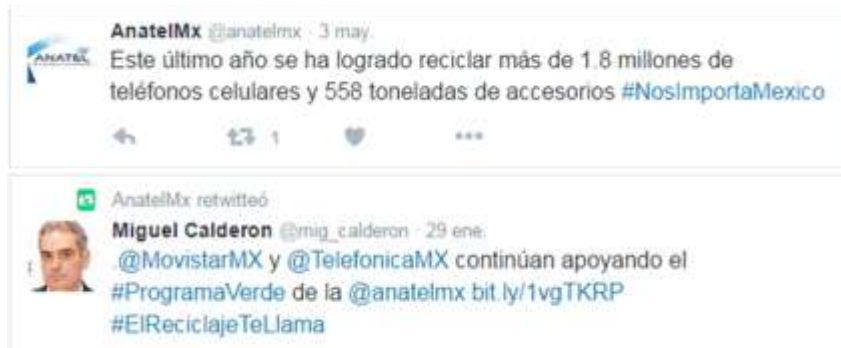 AnatelMx @anatelmx · 3 may.
ANATEL
Este último año se ha logrado reciclar más de 1.8 millones de
teléfonos celulares y 558 toneladas de accesorios #NosImportaMexico
1
AnatelMx retwitteó
Miguel Calderon @mig_calderon · 29 ene.
.@MovistarMX y @TelefonicaMX continúan apoyando el
#ProgramaVerde de la @anatelmx bit.ly/1vgTKRP
#ElReciclajeTeLlama